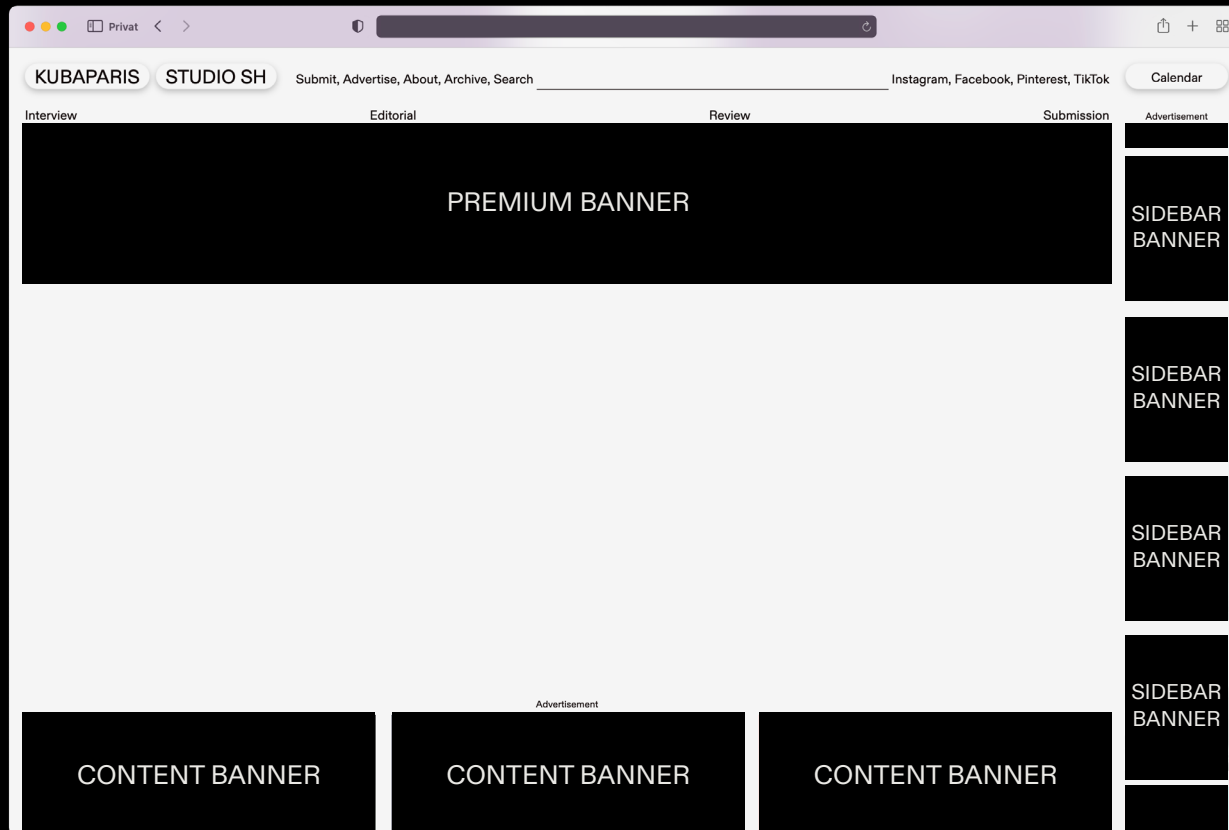 Privat
KUBAPARIS STUDIO SH Submit, Advertise, About, Archive, Search Instagram, Facebook, Pinterest, TikTok Calendar
Interview Editorial Review Submission Advertisement
PREMIUM BANNER
SIDEBAR
BANNER
SIDEBAR
BANNER
SIDEBAR
BANNER
SIDEBAR
BANNER
Advertisement
CONTENT BANNER CONTENT BANNER CONTENT BANNER